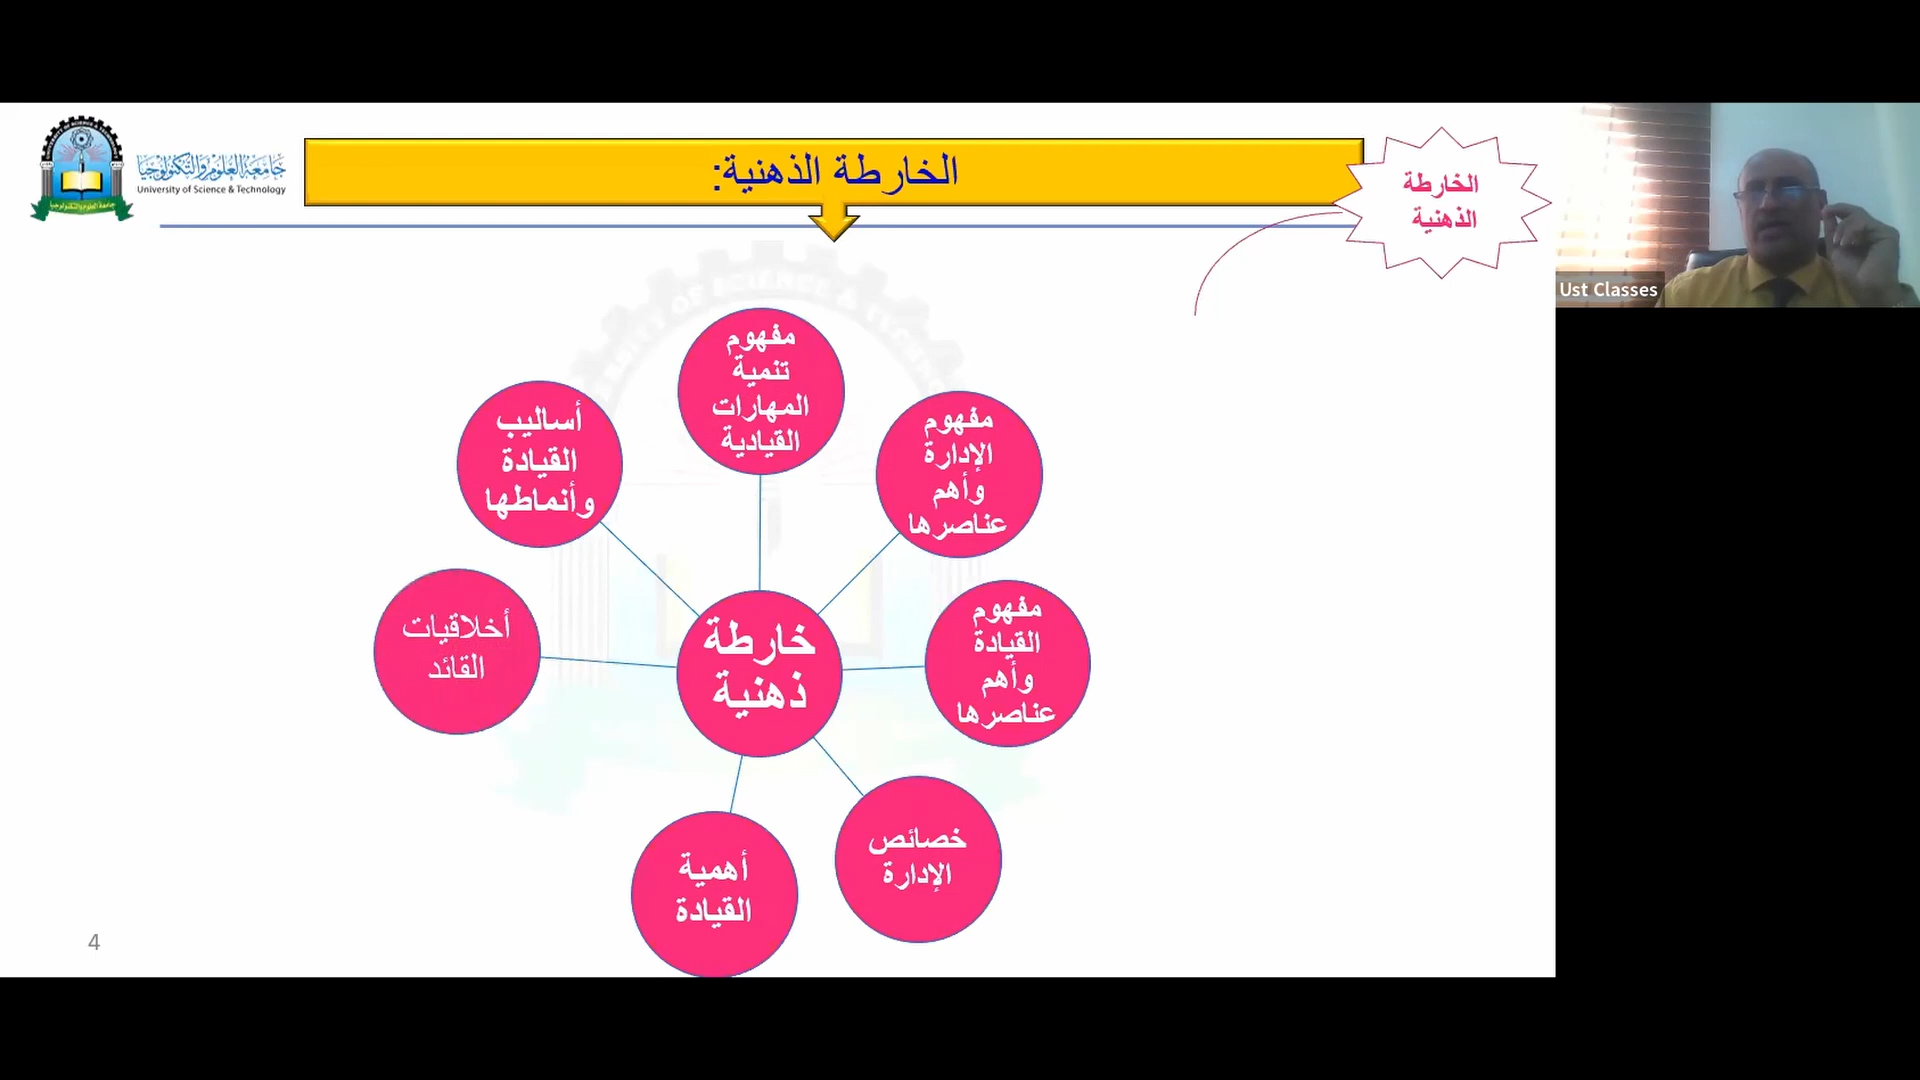 جامعة العلوم والتكنولوجيا
University of Science & Technology
الخارطة الذهنية:
الخارطة
الذهنية
Ust Classes
مفهوم
تنمية
المهارات
القيادية
مفهوم
الإدارة
وأهم
عناصرها
مفهوم
القيادة
وأهم
عناصرها
خصائص
الإدارة
أهمية
القيادة
أخلاقيات
القائد
أساليب
القيادة
وأنماطها
خارطة
ذهنية
4